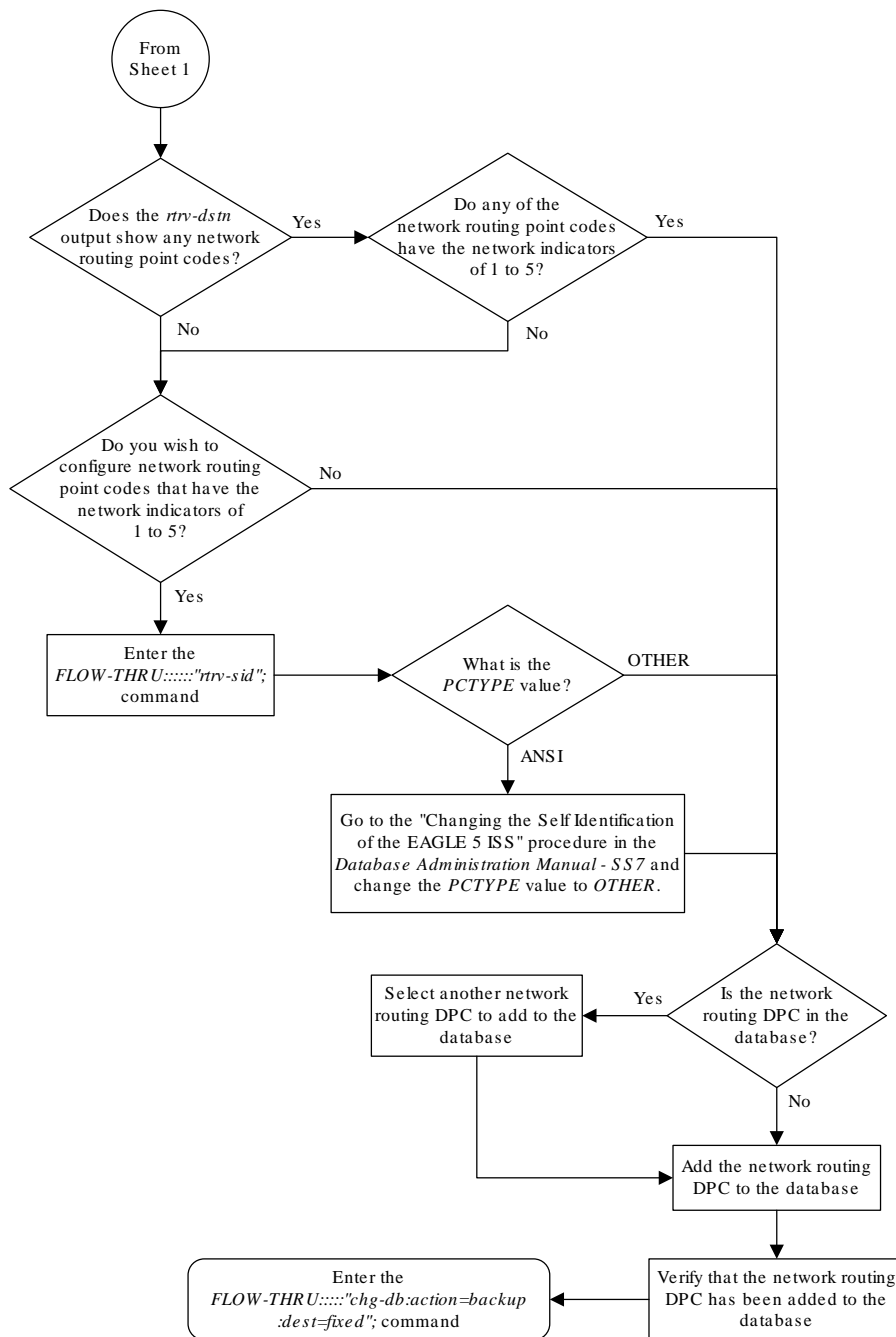 From
Sheet 1
Does the rtrv-dstn
output show any network
routing point codes?
Yes
No
Do any of the
network routing point codes
have the network indicators
of 1 to 5?
Yes
No
Do you wish to
configure network routing
point codes that have the
network indicators of
1 to 5?
No
Yes
Enter the
FLOW-THRU::::::"rtrv-sid";
command
What is the
PCTYPE value?
OTHER
ANSI
Go to the "Changing the Self Identification
of the EAGLE 5 ISS" procedure in the
Database Administration Manual - SS7 and
change the PCTYPE value to OTHER.
Is the network
routing DPC in the
database?
Yes
No
Select another network
routing DPC to add to the
database
Add the network routing
DPC to the database
Verify that the network routing
DPC has been added to the
database
Enter the
FLOW-THRU:::::"chg-db:action=backup
:dest=fixed"; command